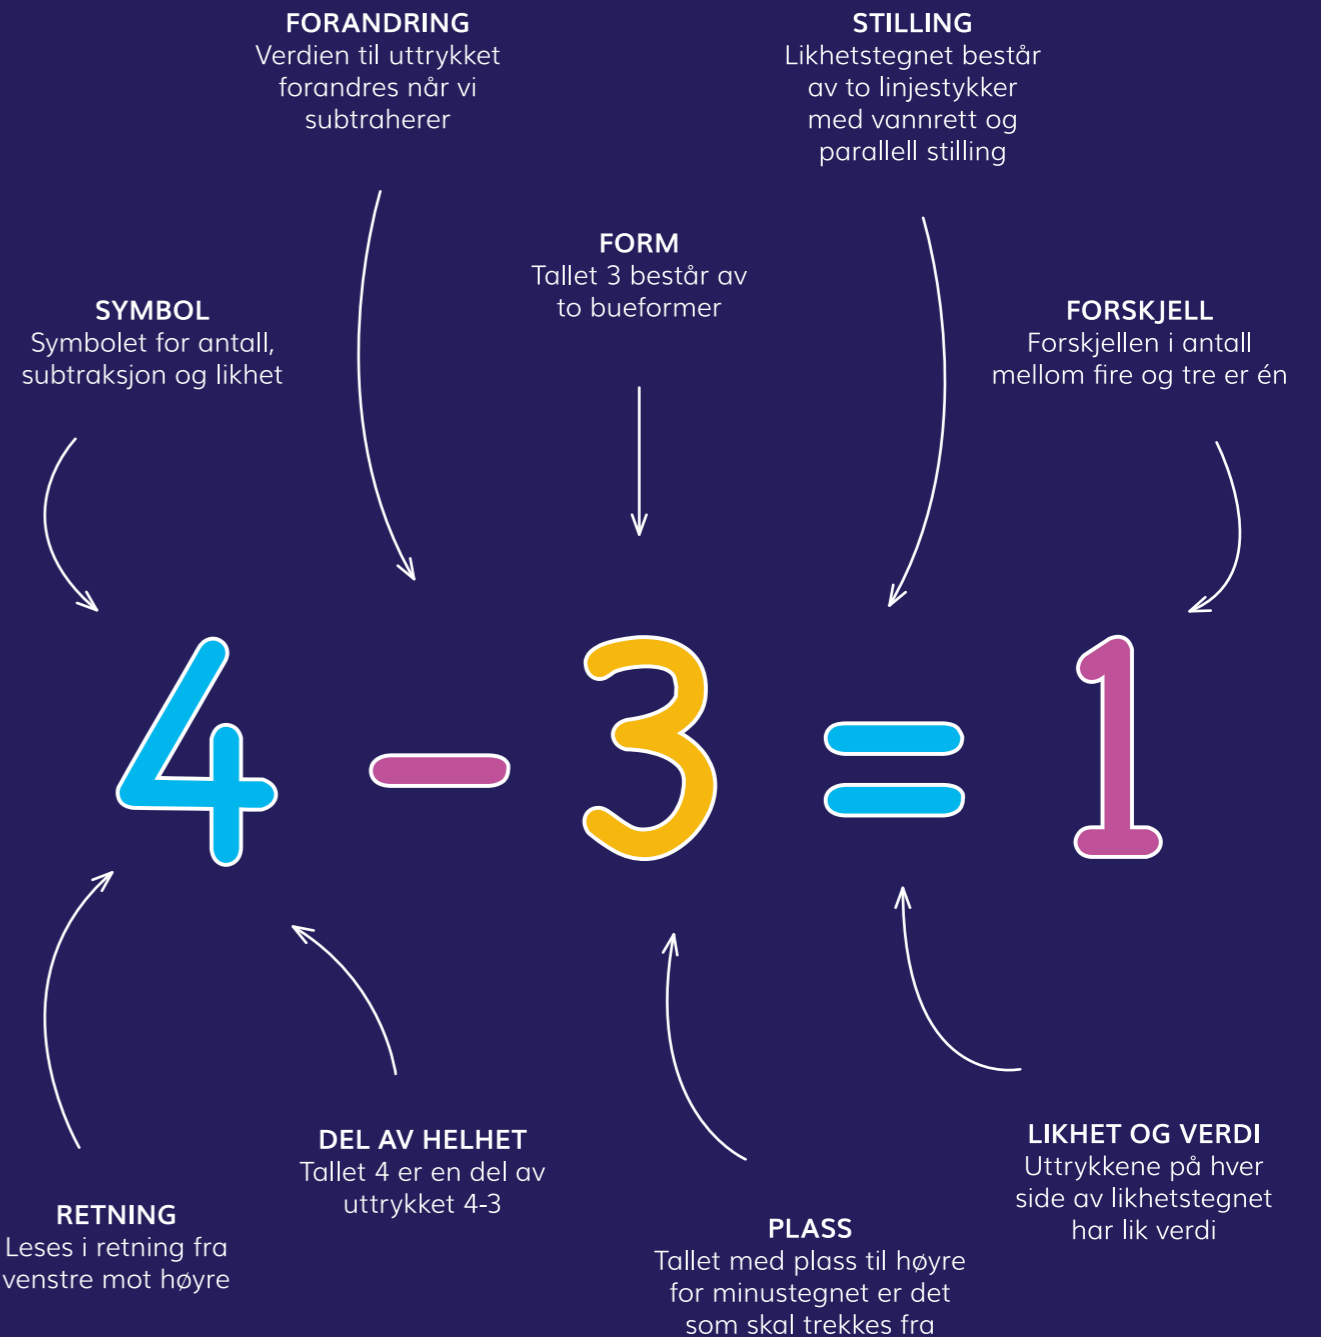 FORANDRING
Verdien til uttrykket
forandres når vi
subtraherer
STILLING
Likhetstegnet består
av to linjestykker
med vannrett og
parallell stilling
FORM
Tallet 3 består av
to bueformer
SYMBOL
Symbolet for antall,
subtraksjon og likhet
FORSKJELL
Forskjellen i antall
mellom fire og tre er én
4 – 3 = 1
DEL AV HELHET
Tallet 4 er en del av
uttrykket 4-3
LIKHET OG VERDI
Uttrykkene på hver
side av likhetstegnet
har lik verdi
RETNING
Leses i retning fra
venstre mot høyre
PLASS
Tallet med plass til høyre
for minustegnet er det
som skal trekkes fra